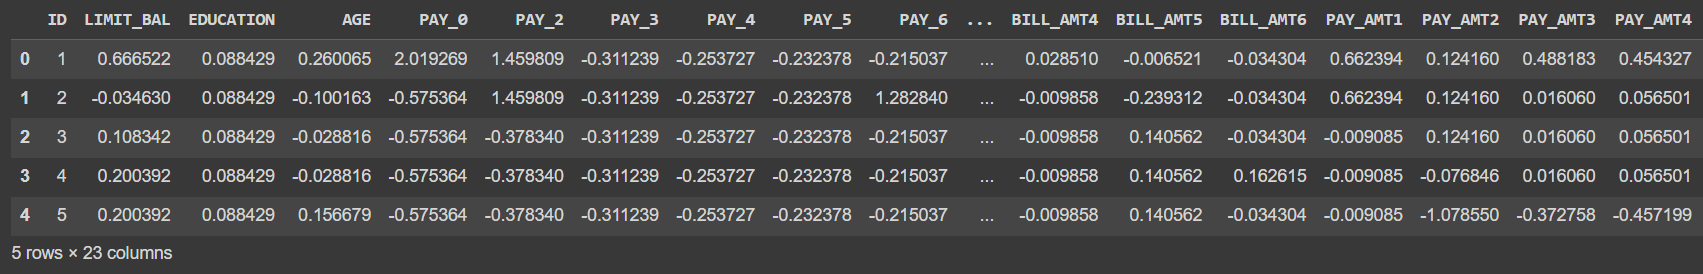 ID LIMIT_BAL EDUCATION AGE PAY_0 PAY_2 PAY_3 PAY_4 PAY_5 PAY_6 ... BILL_AMT4 BILL_AMT5 BILL_AMT6 PAY_AMT1 PAY_AMT2 PAY_AMT3 PAY_AMT4
0 1 0.666522 0.088429 0.260065 2.019269 1.459809 -0.311239 -0.253727 -0.232378 -0.215037 ... 0.028510 -0.006521 -0.034304 0.662394 0.124160 0.488183 0.454327
1 2 -0.034630 0.088429 -0.100163 -0.575364 1.459809 -0.311239 -0.253727 -0.232378 1.282840 ... -0.009858 -0.239312 -0.034304 0.662394 0.124160 0.016060 0.056501
2 3 0.108342 0.088429 -0.028816 -0.575364 -0.378340 -0.311239 -0.253727 -0.232378 -0.215037 ... -0.009858 0.140562 -0.034304 -0.009085 0.124160 0.016060 0.056501
3 4 0.200392 0.088429 -0.028816 -0.575364 -0.378340 -0.311239 -0.253727 -0.232378 -0.215037 ... -0.009858 0.140562 0.162615 -0.009085 -0.076846 0.016060 0.056501
4 5 0.200392 0.088429 0.156679 -0.575364 -0.378340 -0.311239 -0.253727 -0.232378 -0.215037 ... -0.009858 0.140562 -0.034304 -0.009085 -1.078550 -0.372758 -0.457199
5 rows × 23 columns